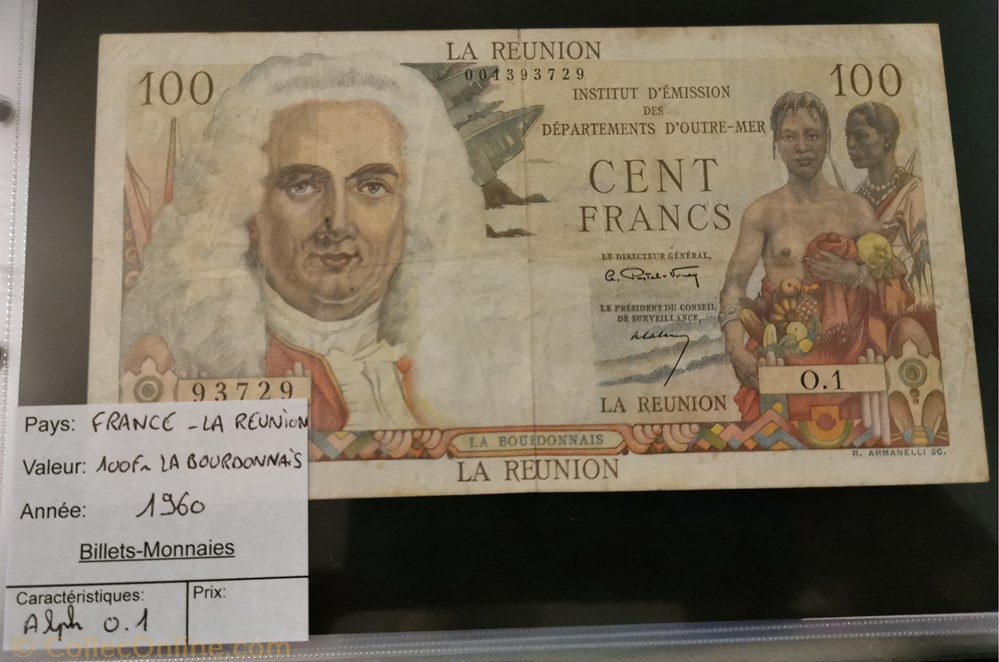 LA REUNION
001393729
100
100
INSTITUT D'ÉMISSION
DES
DÉPARTEMENTS D'OUTRE-MER
CENT
FRANCS
LE DIRECTEUR GÉNÉRAL,
LE PRÉSIDENT DU CONSEIL
DE SURVEILLANCE,
93729
O.1
LA REUNION
LA BOURDONNAIS
R. ARMANELLI SC.
LA REUNION
Pays: FRANCE - LA REUNION
Valeur: 100Fr LA BOURDONNAIS
Année: 1960
Billets-Monnaies
Caractéristiques:
Prix:
Alph O.1
© CollecOnline.com